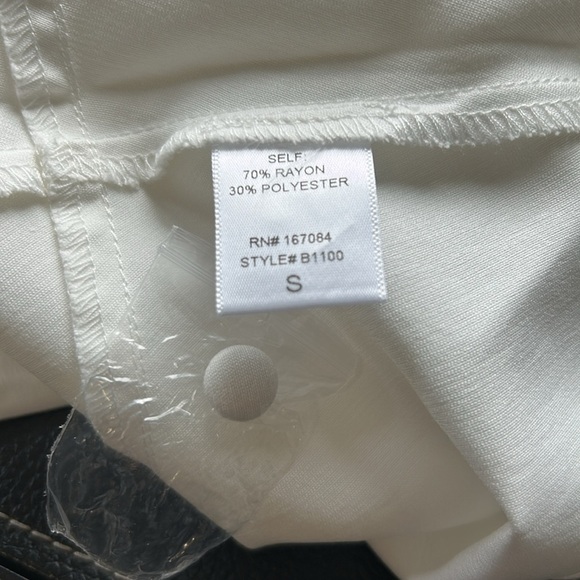 SELF:
70% RAYON
30% POLYESTER
RN# 167084
STYLE# B1100
S